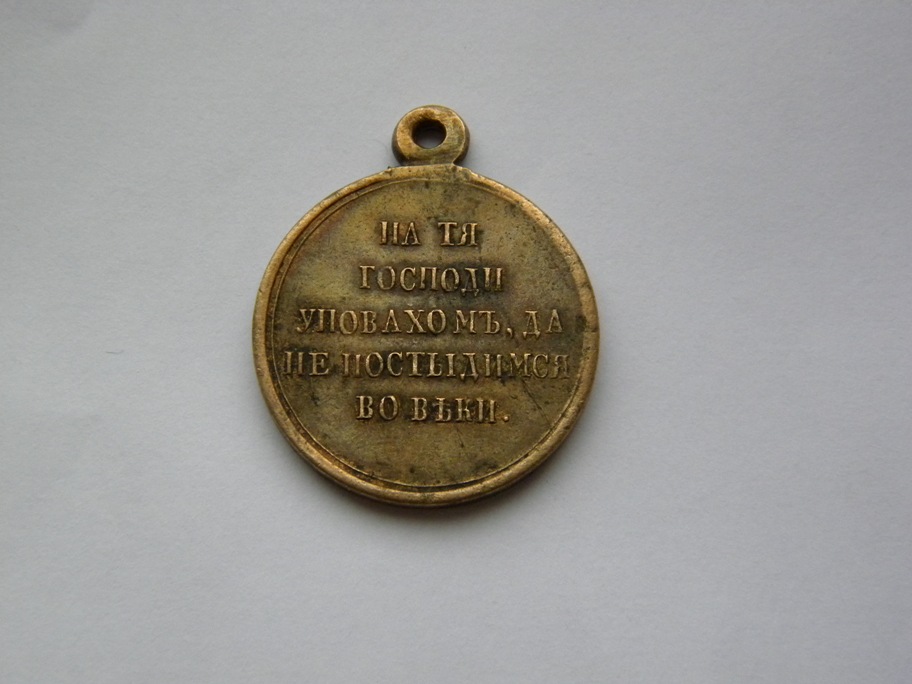 НА ТЯ
ГОСПОДИ
УПОВАХОМЪ, ДА
НЕ ПОСТЫДИМСЯ
ВО ВѢКИ.